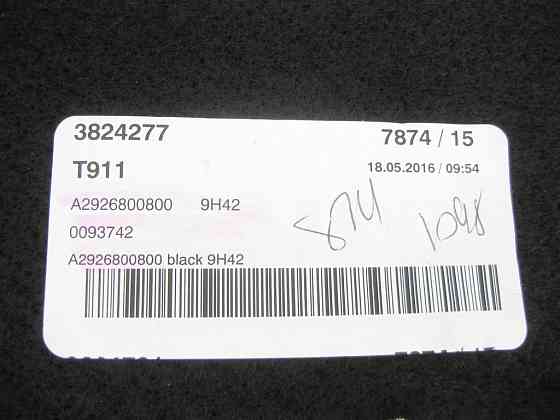 3824277 7874 / 15
T911 18.05.2016 / 09:54
A2926800800 9H42
874 1098
0093742
A2926800800 black 9H42